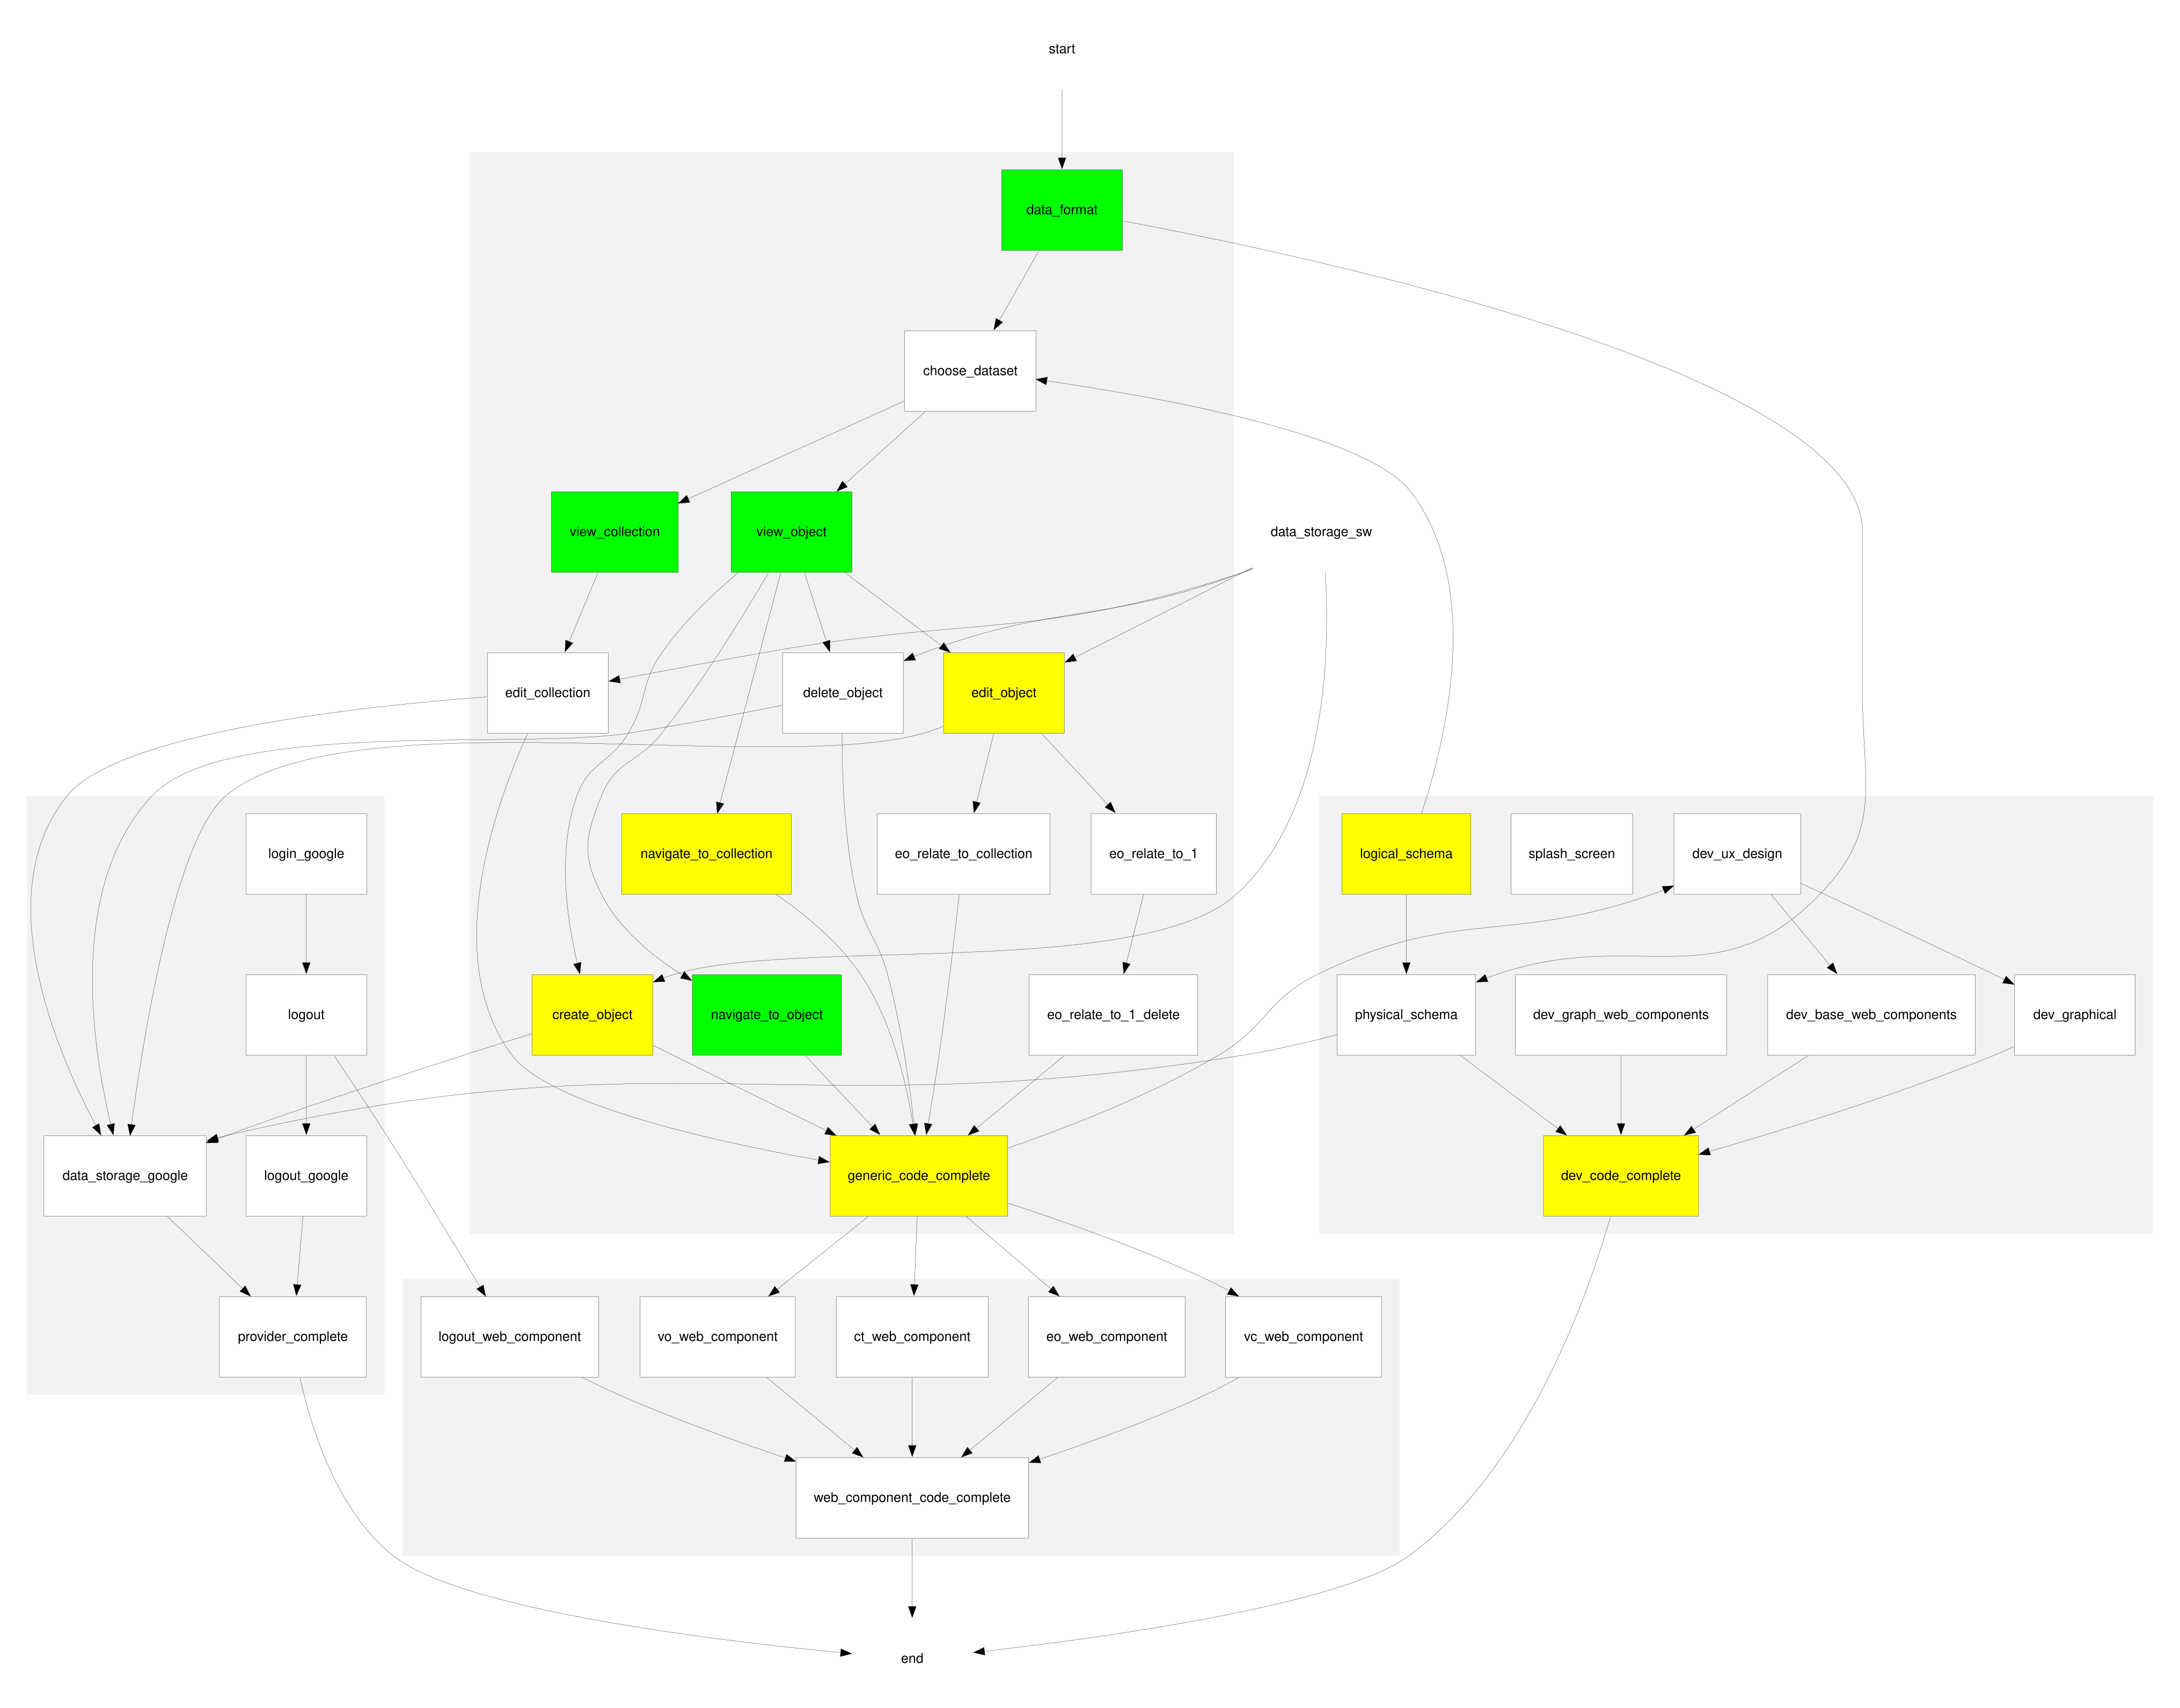 start
data_format
choose_dataset
view_collection
view_object
data_storage_sw
edit_collection
delete_object
edit_object
login_google
navigate_to_collection
eo_relate_to_collection
eo_relate_to_1
logical_schema
splash_screen
dev_ux_design
logout
create_object
navigate_to_object
eo_relate_to_1_delete
physical_schema
dev_graph_web_components
dev_base_web_components
dev_graphical
data_storage_google
logout_google
generic_code_complete
dev_code_complete
provider_complete
logout_web_component
vo_web_component
ct_web_component
eo_web_component
vc_web_component
web_component_code_complete
end